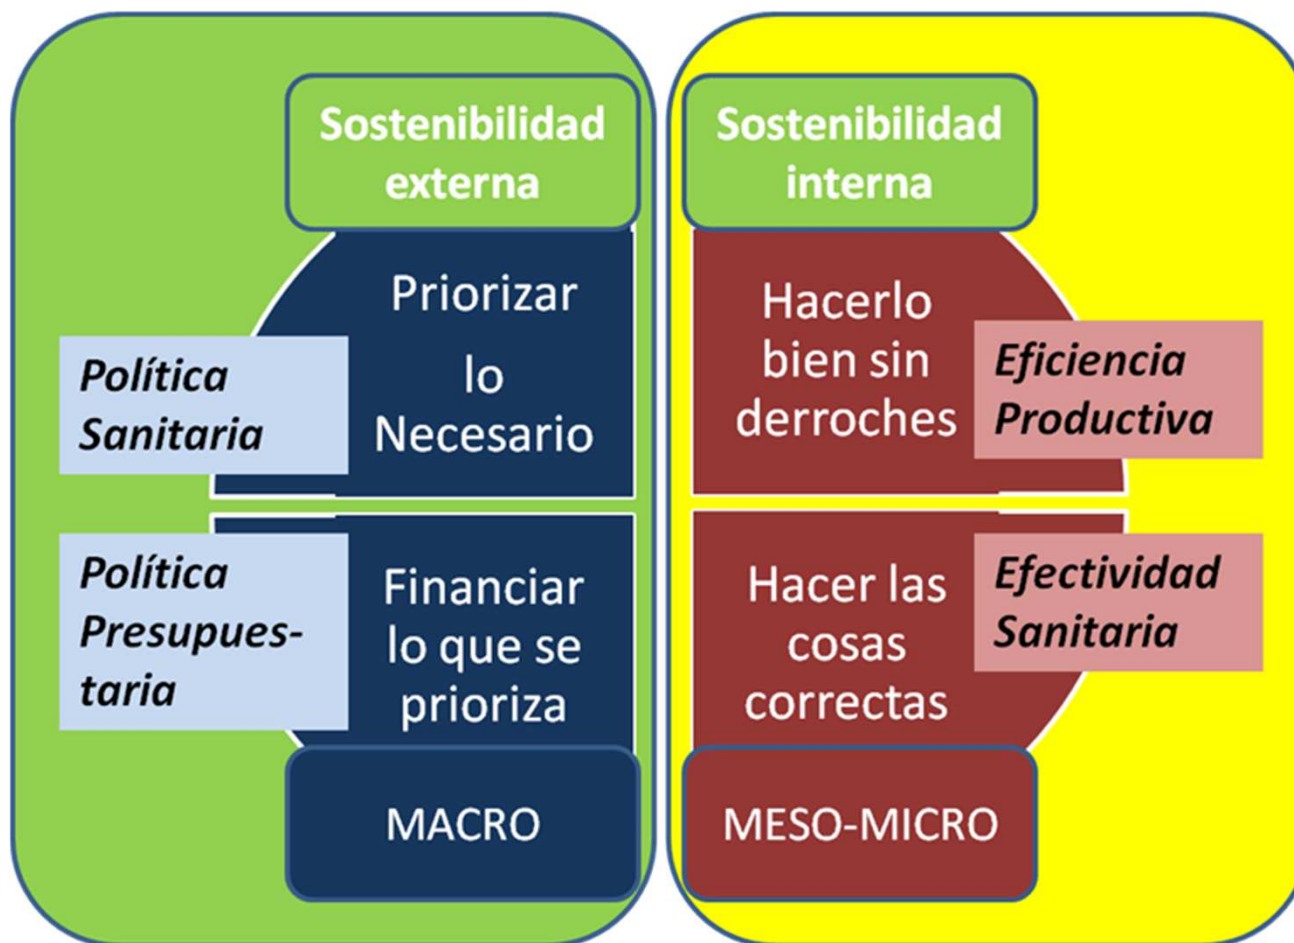 Sostenibilidad
externa
Priorizar
lo
Necesario
Política
Sanitaria
Financiar
lo que se
prioriza
Política
Presupues-
taria
MACRO
Sostenibilidad
interna
Hacerlo
bien sin
derroches
Eficiencia
Productiva
Hacer las
cosas
correctas
Efectividad
Sanitaria
MESO-MICRO